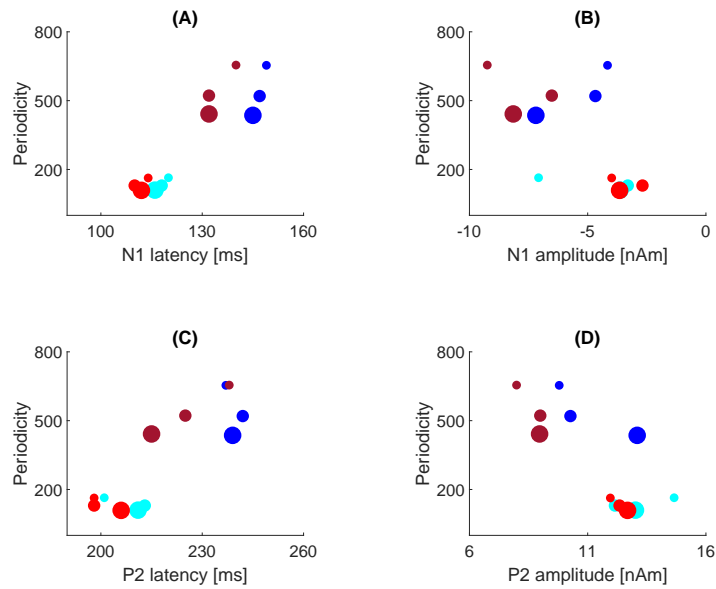 (A)
800
500
200
Periodicity
100
130
160
N1 latency [ms]
(B)
800
500
200
Periodicity
-10
-5
0
N1 amplitude [nAm]
(C)
800
500
200
Periodicity
200
230
260
P2 latency [ms]
(D)
800
500
200
Periodicity
6
11
16
P2 amplitude [nAm]